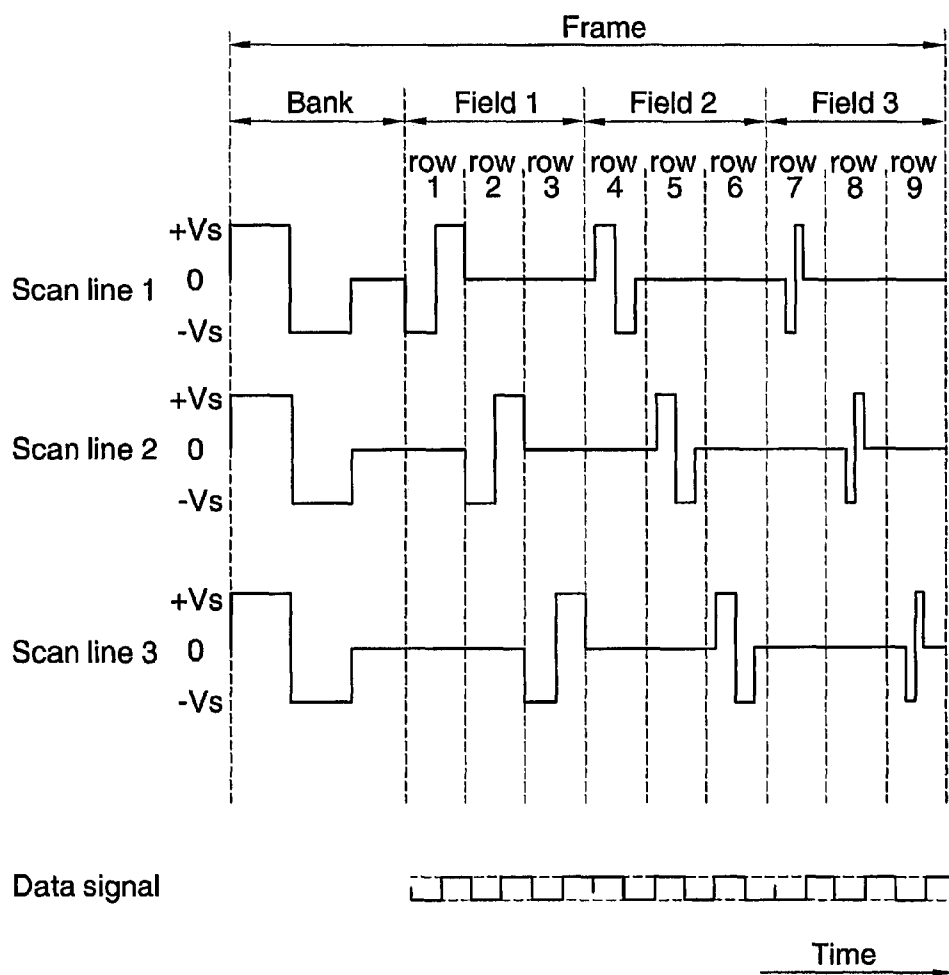 Frame
Bank Field 1 Field 2 Field 3
row row row row row row row row row
1 2 3 4 5 6 7 8 9
+Vs
Scan line 1 0
-Vs
+Vs
Scan line 2 0
-Vs
+Vs
Scan line 3 0
-Vs
Data signal
Time